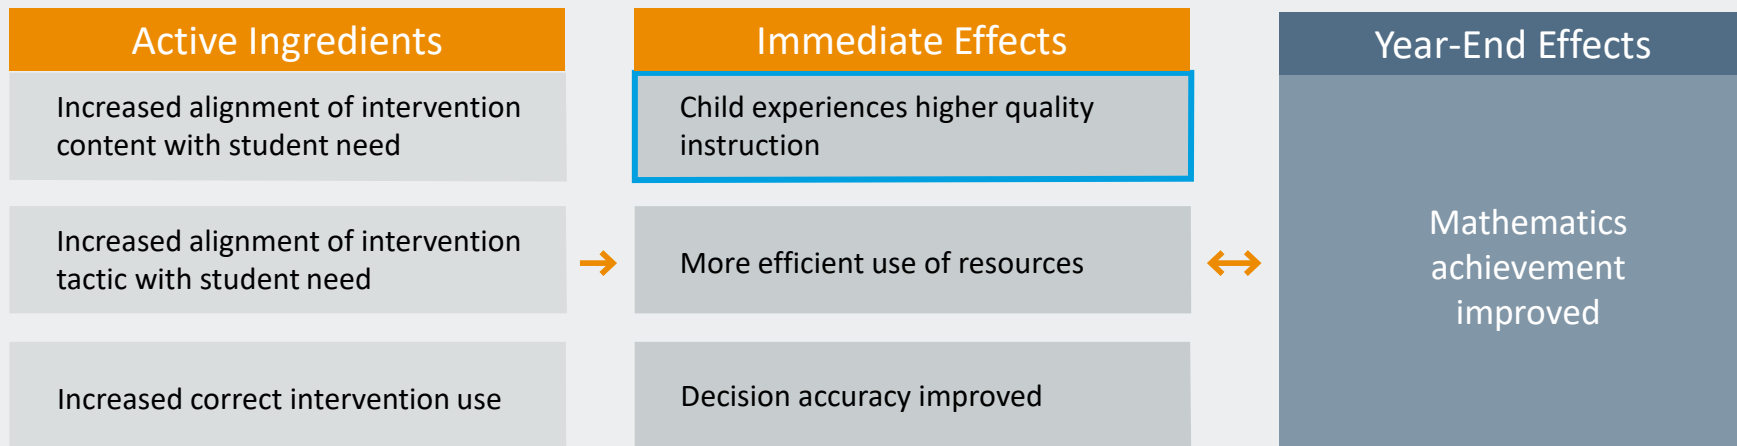 Active Ingredients
Increased alignment of intervention
content with student need
Increased alignment of intervention
tactic with student need
Increased correct intervention use
Immediate Effects
Child experiences higher quality
instruction
More efficient use of resources
Decision accuracy improved
Year-End Effects
Mathematics
achievement
improved